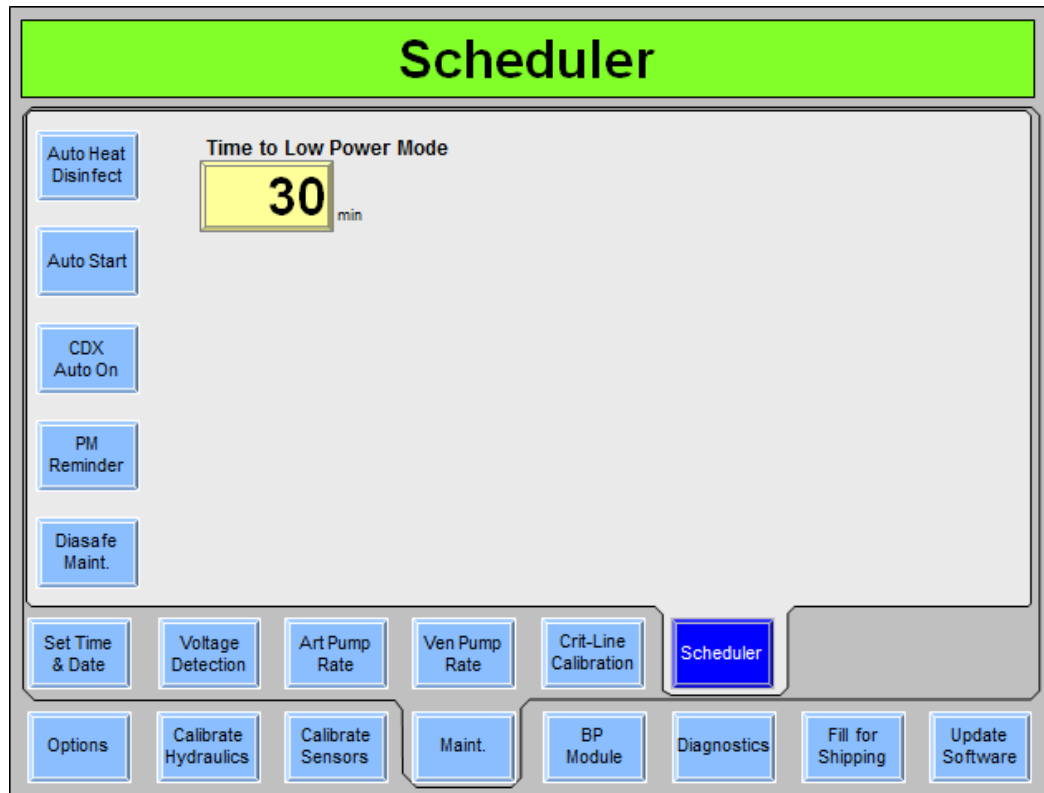 Scheduler
Auto Heat
Disinfect
Time to Low Power Mode
30 min
Auto Start
CDX
Auto On
PM
Reminder
Diasafe
Maint.
Set Time
& Date
Voltage
Detection
Art Pump
Rate
Ven Pump
Rate
Crit-Line
Calibration
Scheduler
Options
Calibrate
Hydraulics
Calibrate
Sensors
Maint.
BP
Module
Diagnostics
Fill for
Shipping
Update
Software